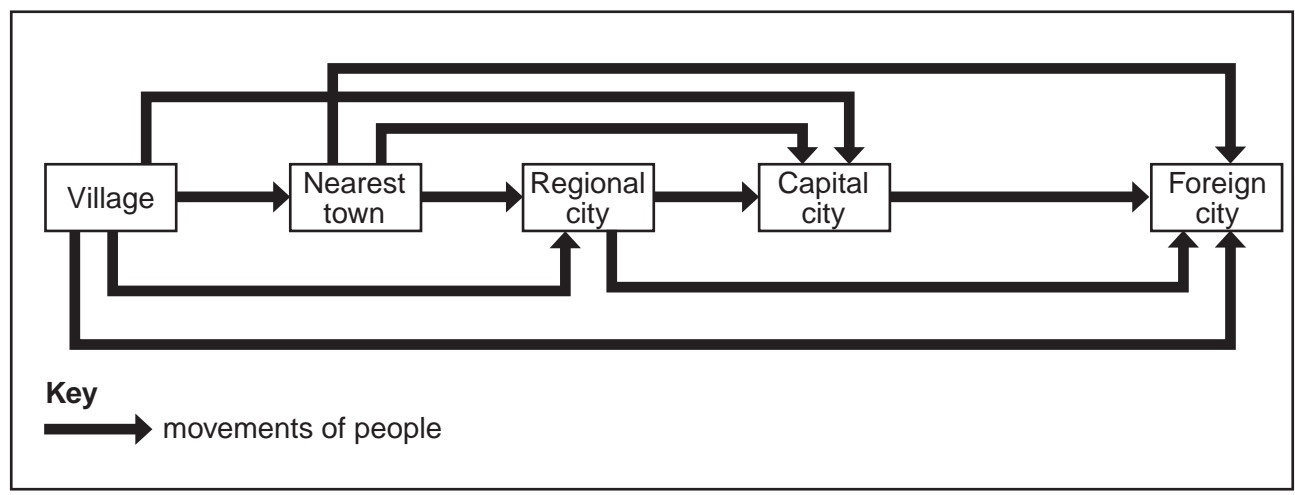 Village
Nearest
town
Regional
city
Capital
city
Foreign
city
Key
movements of people